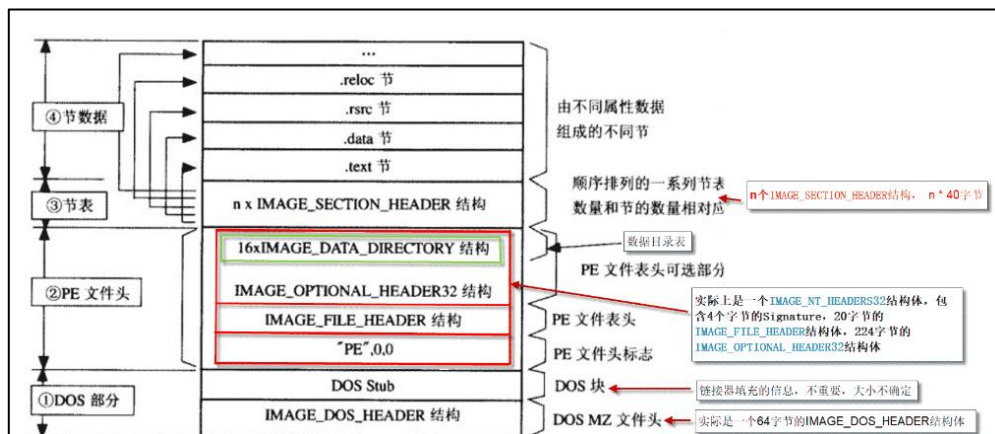 ...
.reloc 节
.rsrc 节
④节数据
.data 节
.text 节
由不同属性数据
组成的不同节
③节表
n x IMAGE_SECTION_HEADER 结构
顺序排列的一系列节表
数量和节的数量相对应
n个IMAGE_SECTION_HEADER结构, n * 40字节
16xIMAGE_DATA_DIRECTORY 结构
数据目录表
②PE 文件头
IMAGE_OPTIONAL_HEADER32 结构
PE 文件表头可选部分
IMAGE_FILE_HEADER 结构
PE 文件表头
实际上是一个IMAGE_NT_HEADERS32结构体，包
含4个字节的Signature，20字节的
IMAGE_FILE_HEADER结构体，224字节的
IMAGE_OPTIONAL_HEADER32结构体
"PE",0,0
PE 文件头标志
①DOS 部分
DOS Stub
DOS 块
链接器填充的信息，不重要，大小不确定
IMAGE_DOS_HEADER 结构
DOS MZ 文件头
实际是一个64字节的IMAGE_DOS_HEADER结构体